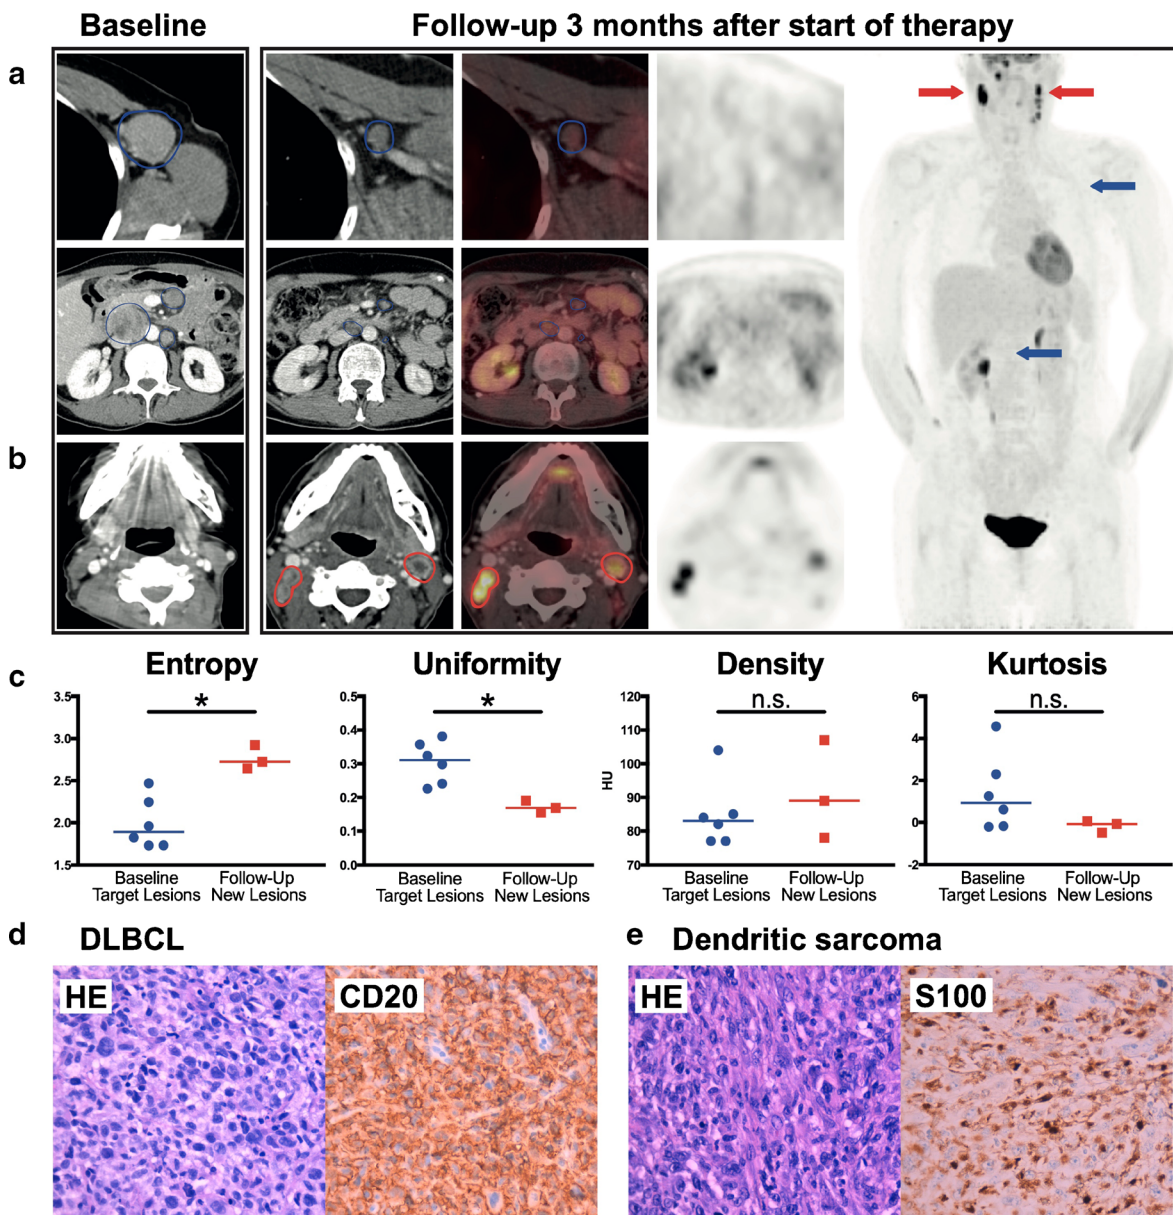 Baseline
Follow-up 3 months after start of therapy
a
b
c
Entropy
3.5
3.0
2.5
2.0
1.5
*
Baseline
Target Lesions
Follow-Up
New Lesions
Uniformity
0.5
0.4
0.3
0.2
0.1
0.0
*
Baseline
Target Lesions
Follow-Up
New Lesions
Density
HU
120
110
100
90
80
70
n.s.
Baseline
Target Lesions
Follow-Up
New Lesions
Kurtosis
6
4
2
0
-2
n.s.
Baseline
Target Lesions
Follow-Up
New Lesions
d DLBCL
HE
CD20
e Dendritic sarcoma
HE
S100